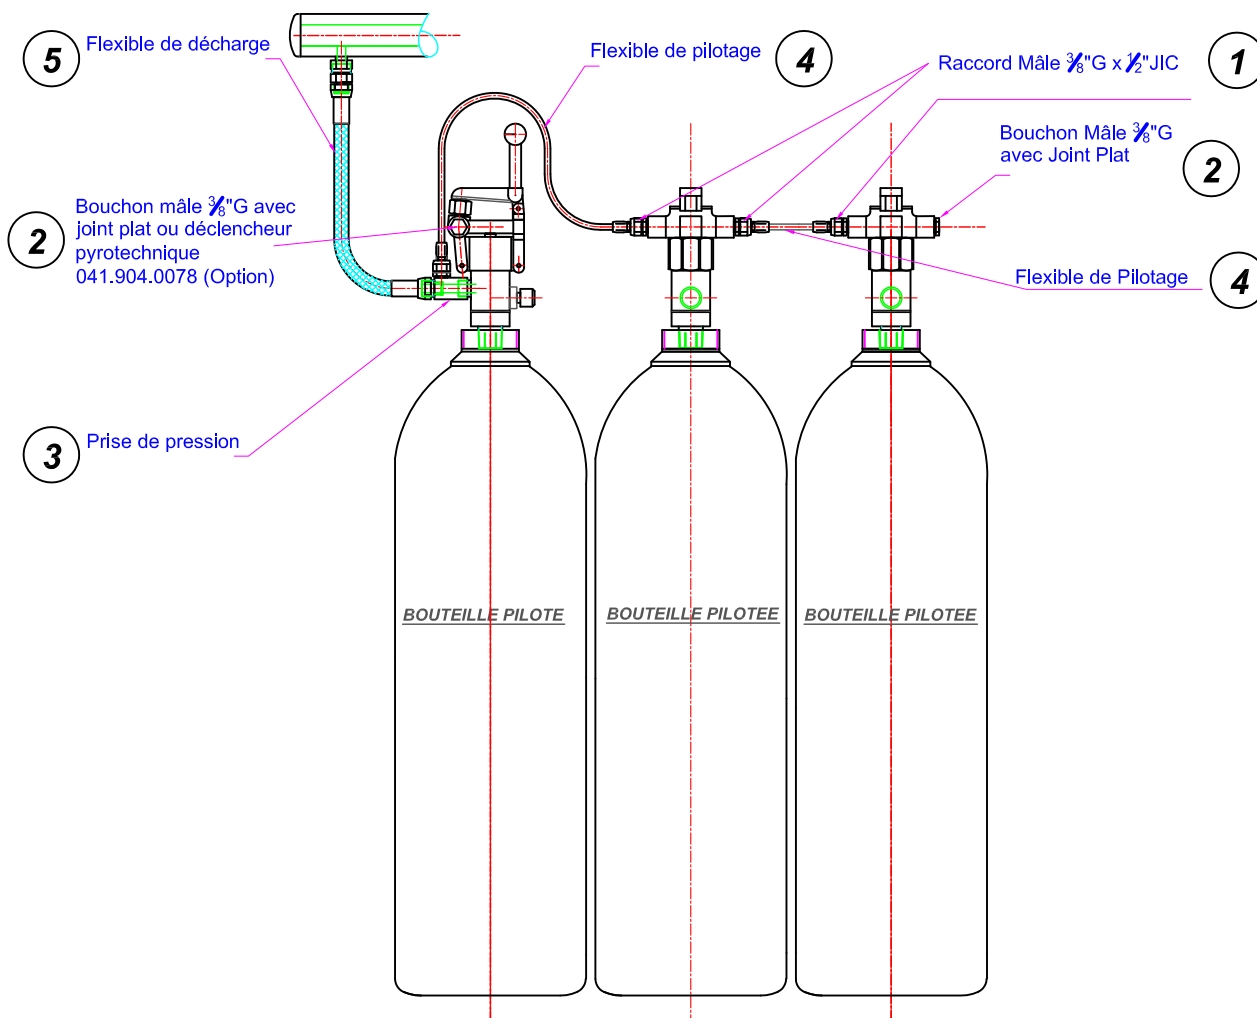 5
Flexible de décharge
Flexible de pilotage
4
Raccord Mâle 3/8"G x 1/2"JIC
1
Bouchon Mâle 3/8"G
avec Joint Plat
2
2
Bouchon mâle 3/8"G avec
joint plat ou déclencheur
pyrotechnique
041.904.0078 (Option)
Flexible de Pilotage
4
3
Prise de pression
BOUTEILLE PILOTE
BOUTEILLE PILOTEE
BOUTEILLE PILOTEE